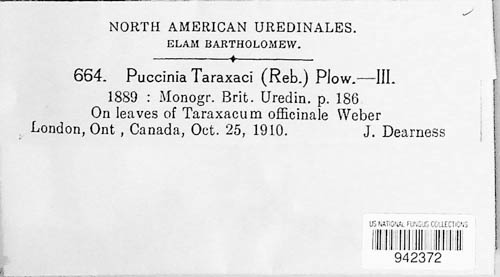 NORTH AMERICAN UREDINALES.
ELAM BARTHOLOMEW.
664. Puccinia Taraxaci (Reb.) Plow.—III.
1889 : Monogr. Brit. Uredin. p. 186
On leaves of Taraxacum officinale Weber
London, Ont , Canada, Oct. 25, 1910. J. Dearness
US NATIONAL FUNGUS COLLECTIONS
942372